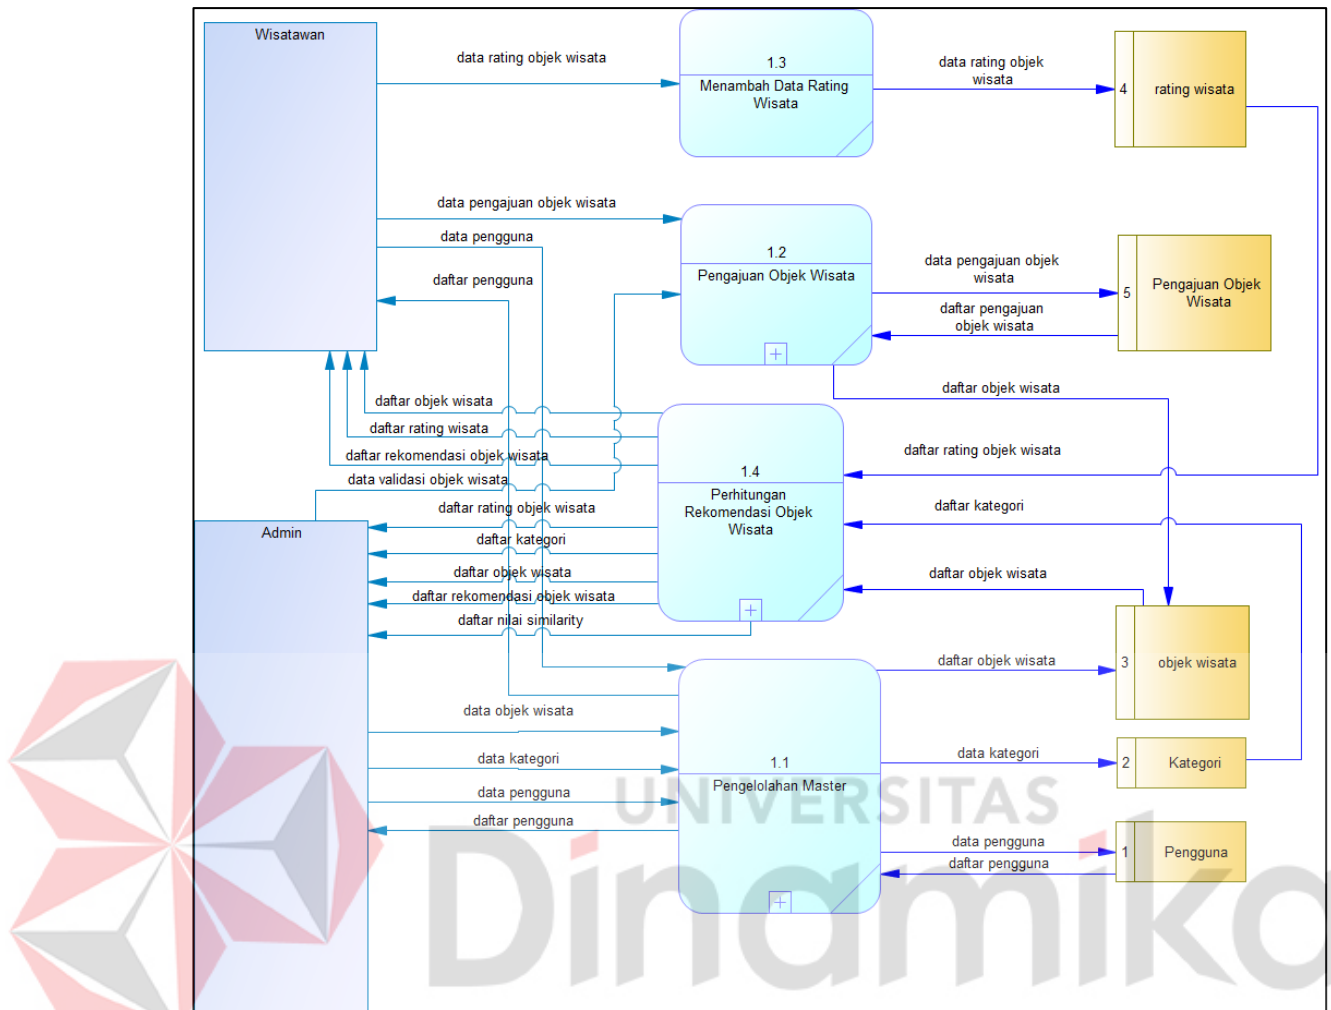 Wisatawan
data rating objek wisata
1.3
Menambah Data Rating
Wisata
data rating objek
wisata
4
rating wisata
data pengajuan objek wisata
data pengguna
daftar pengguna
1.2
Pengajuan Objek Wisata
data pengajuan objek
wisata
daftar pengajuan
objek wisata
5
Pengajuan Objek
Wisata
daftar objek wisata
daftar objek wisata
daftar rating wisata
daftar rekomendasi objek wisata
data validasi objek wisata
daftar rating objek wisata
daftar kategori
daftar objek wisata
daftar rekomendasi objek wisata
daftar nilai similarity
1.4
Perhitungan
Rekomendasi Objek
Wisata
daftar rating objek wisata
daftar kategori
daftar objek wisata
Admin
data objek wisata
data kategori
data pengguna
daftar pengguna
1.1
Pengelolahan Master
daftar objek wisata
3
objek wisata
data kategori
2
Kategori
data pengguna
daftar pengguna
1
Pengguna
UNIVERSITAS
Dinamika